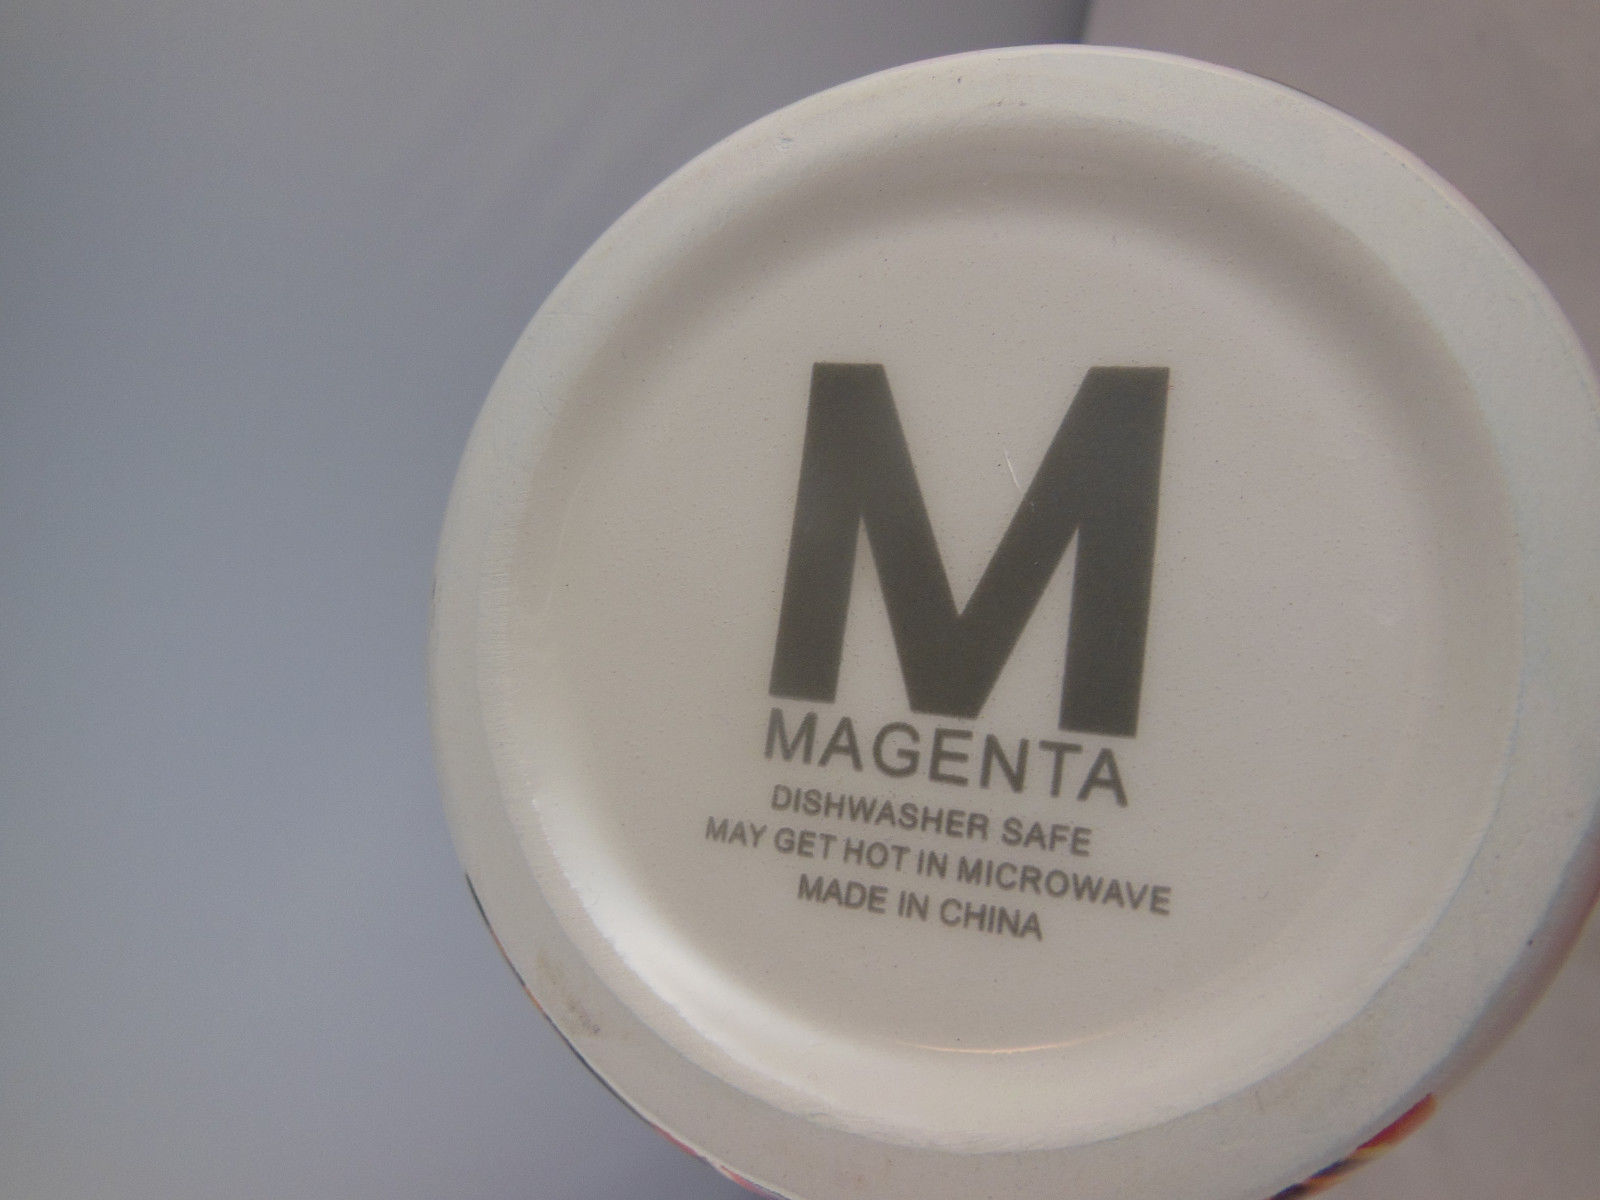 M
MAGENTA
DISHWASHER SAFE
MAY GET HOT IN MICROWAVE
MADE IN CHINA